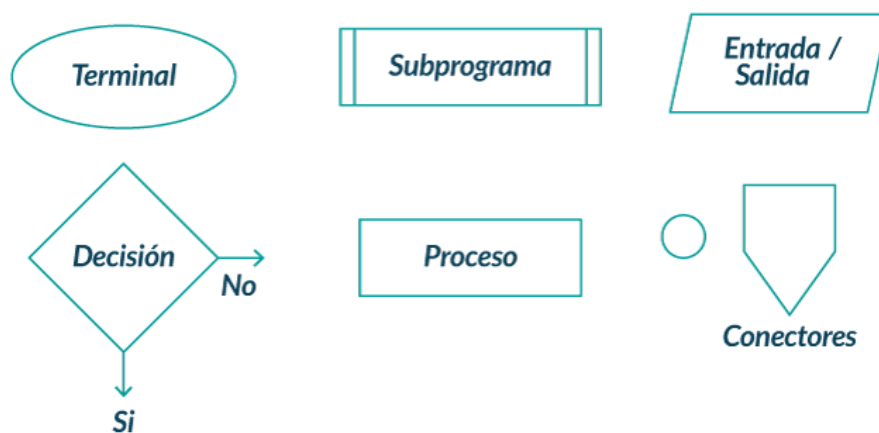 Terminal
Subprograma
Entrada /
Salida
Decisión
No
Si
Proceso
Conectores